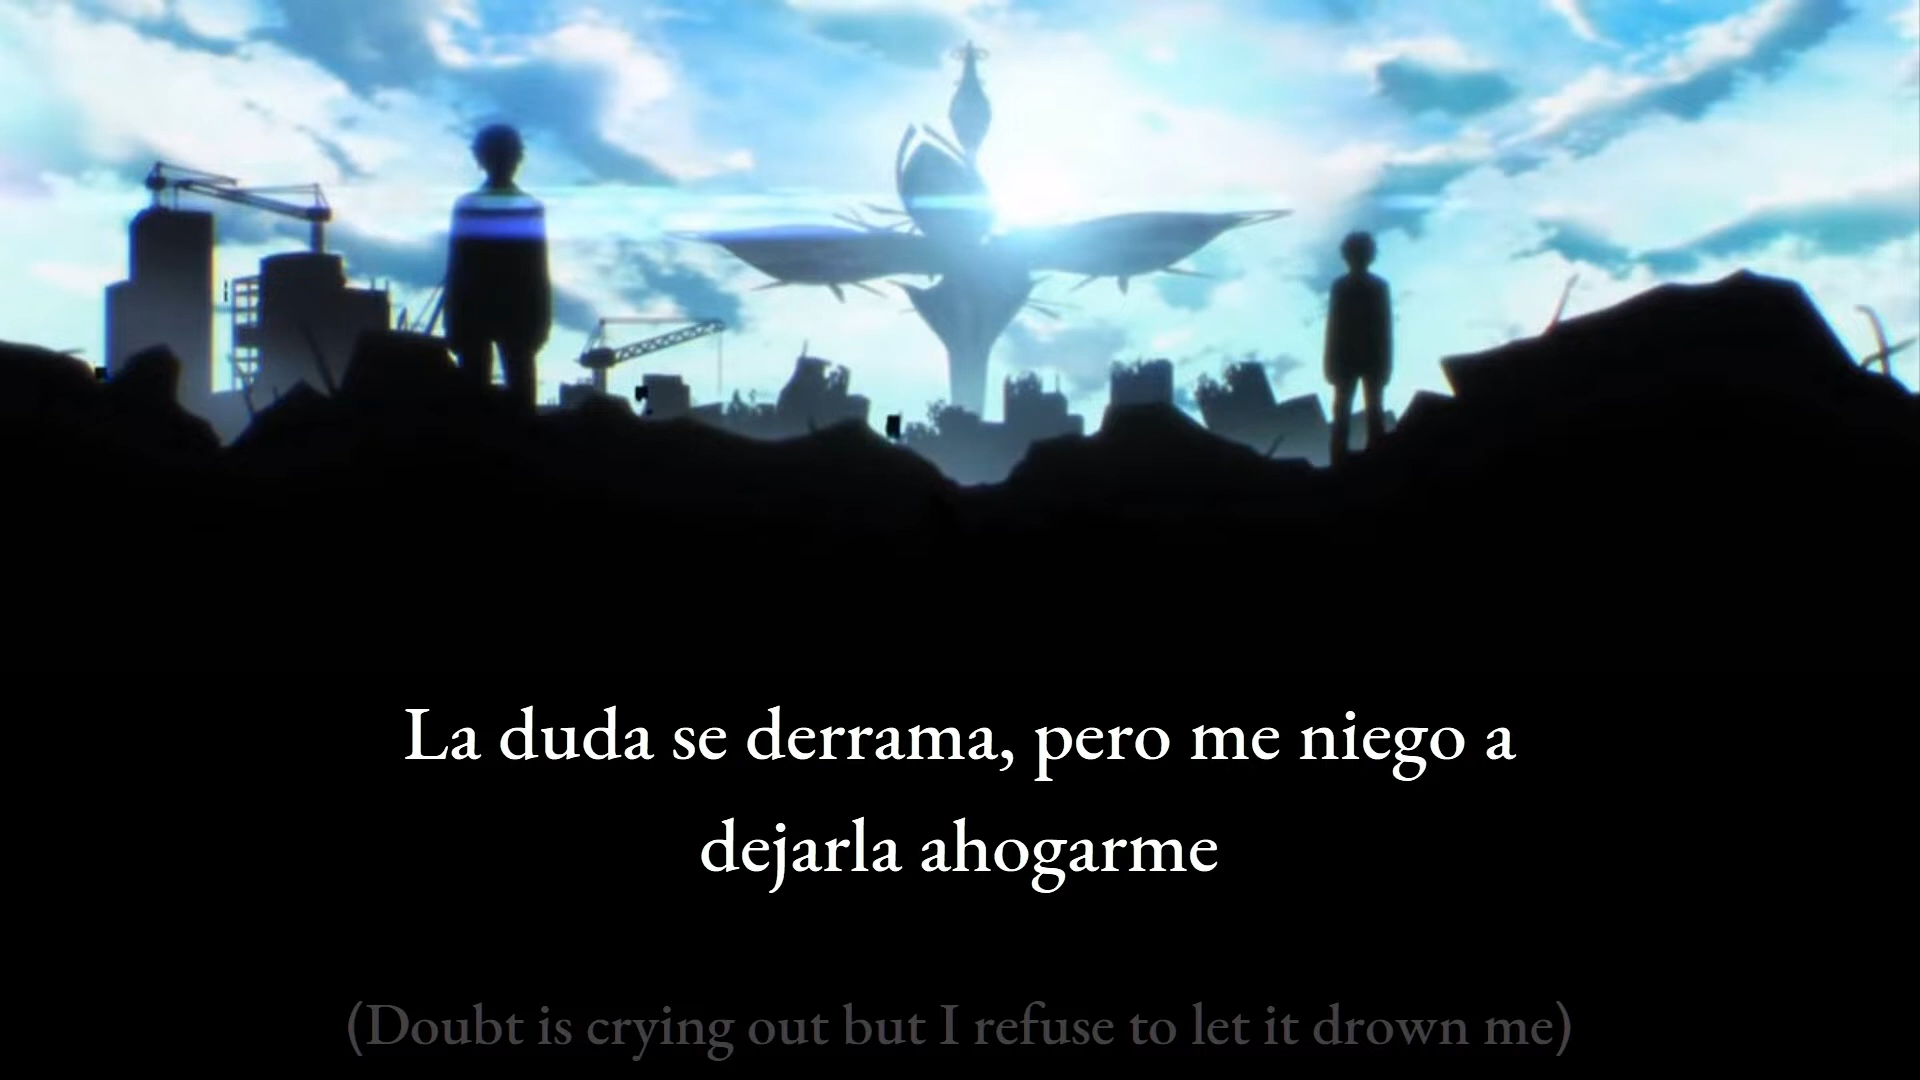 La duda se derrama, pero me niego a
dejarla ahogarme
(Doubt is crying out but I refuse to let it drown me)